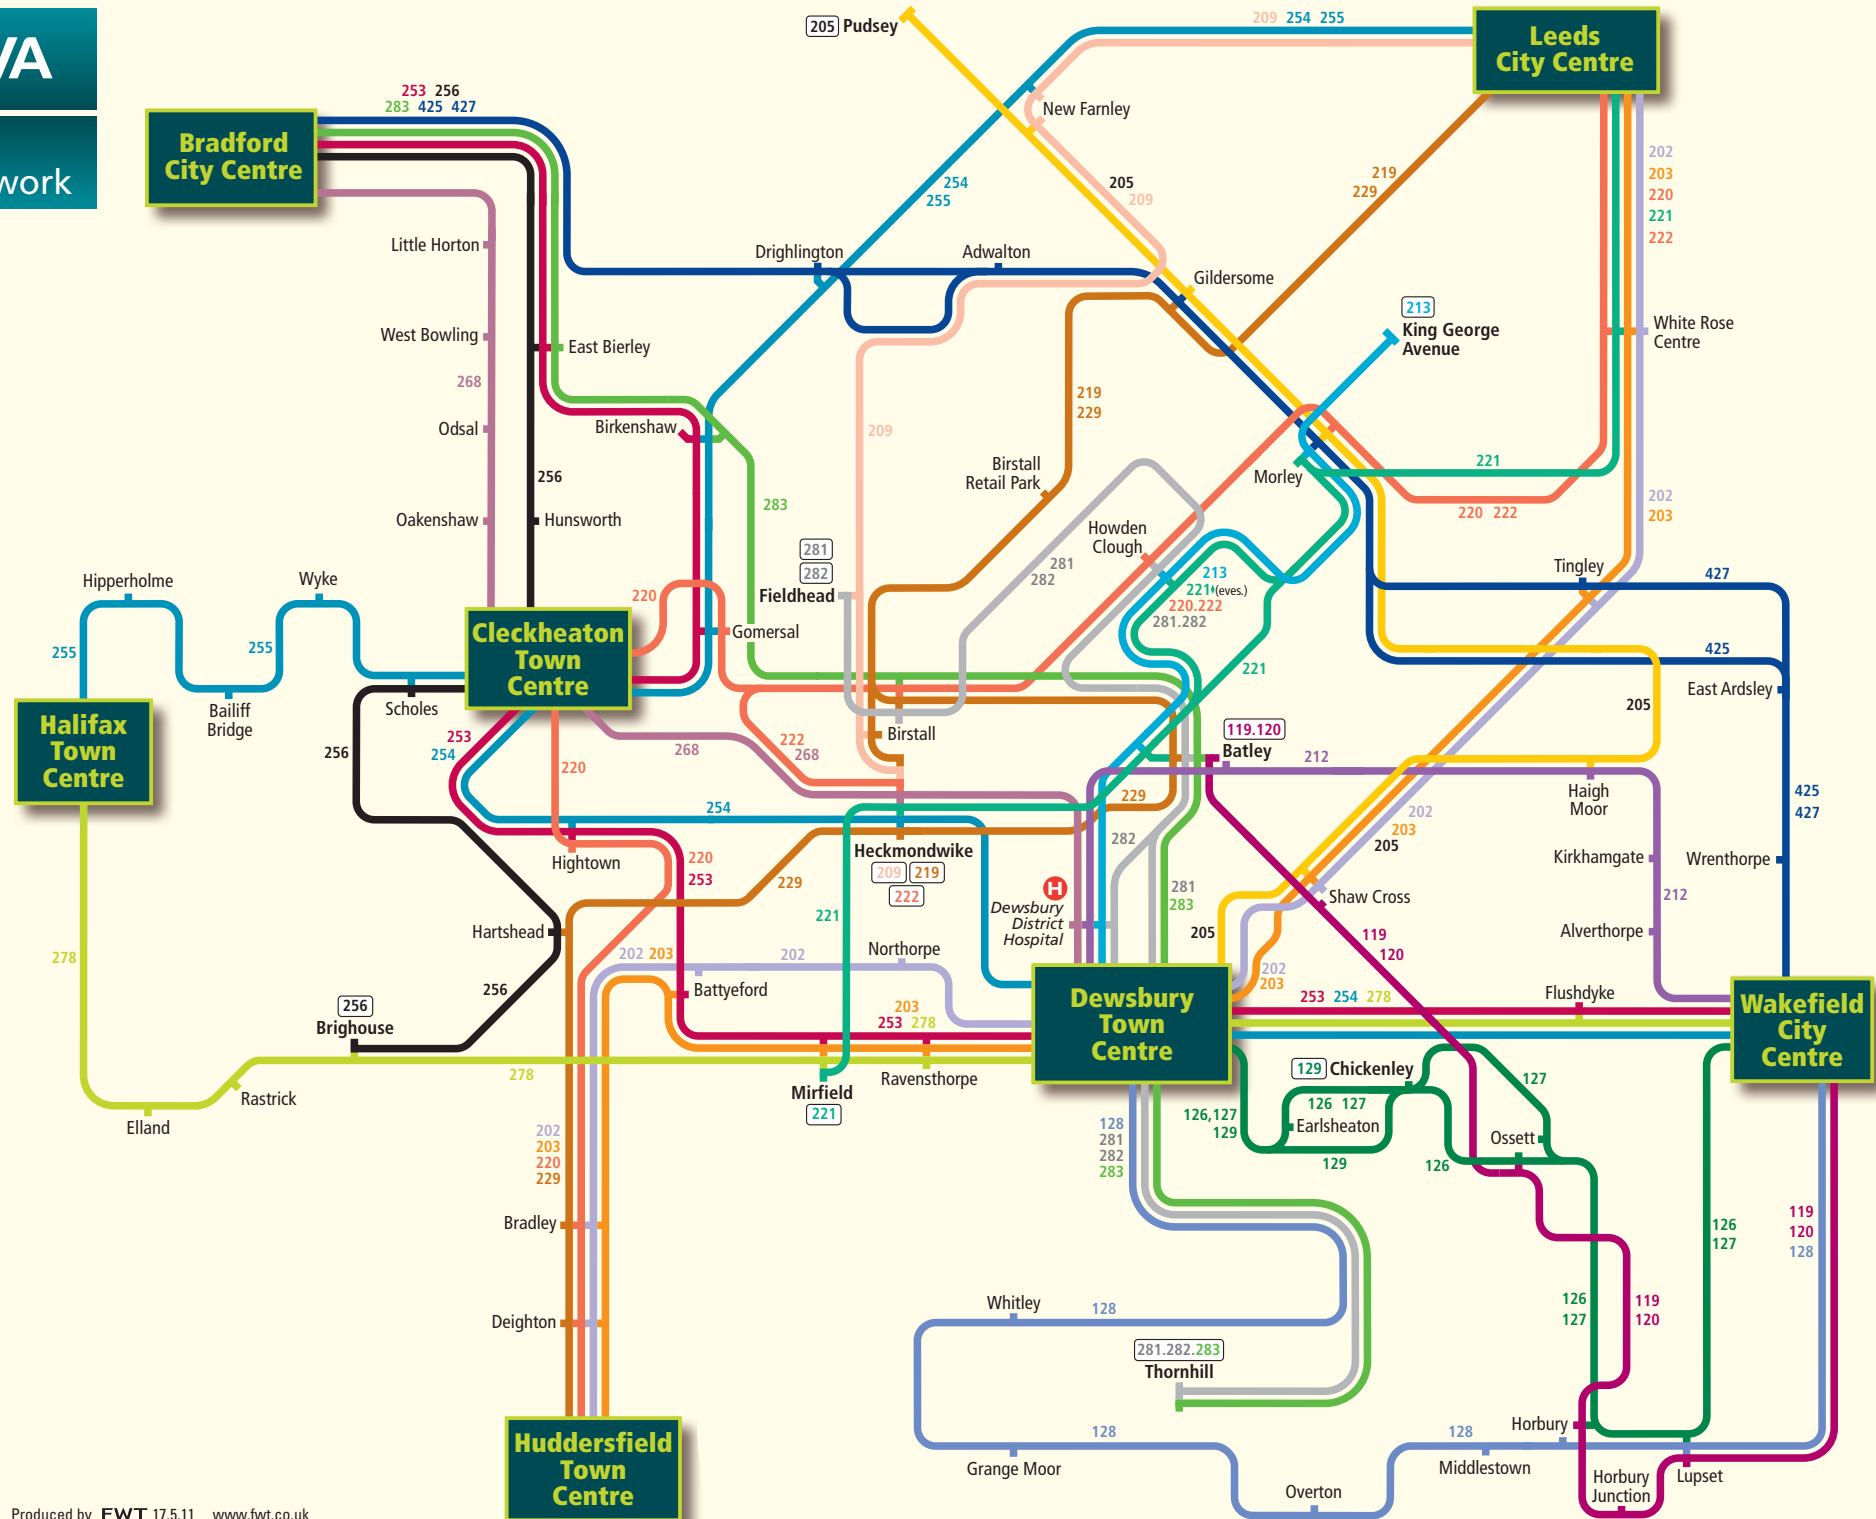 VA
work
205 Pudsey
209 254 255
Leeds
City Centre
253 256
283 425 427
Bradford
City Centre
New Farnley
254
255
205
209
219
229
202
203
220
221
222
Little Horton
Drighlington
Adwalton
Gildersome
213
King George
Avenue
White Rose
Centre
West Bowling
East Bierley
268
219
229
Odsal
Birkenshaw
209
256
283
Birstall
Retail Park
Morley
221
220 222
202
203
Oakenshaw
Hunsworth
Howden
Clough
281
282
281
282
Fieldhead
213
221 (eves.)
220.222
281.282
Tingley
427
Hipperholme
Wyke
220
255
255
Cleckheaton
Town
Centre
Gomersal
221
425
East Ardsley
Scholes
Bailiff
Bridge
Halifax
Town
Centre
256
253
254
268
222
268
Birstall
119.120
Batley
212
205
220
254
229
Haigh
Moor
425
427
202
203
205
282
Hightown
220
253
Heckmondwike
209 219
222
229
Kirkhamgate
Wrenthorpe
212
281
283
H
Dewsbury
District
Hospital
Shaw Cross
221
Hartshead
205
119
120
Alverthorpe
278
202 203
202
Northorpe
202
203
Battyeford
256
256
Brighouse
203
253 278
Dewsbury
Town
Centre
253 254 278
Flushdyke
Wakefield
City
Centre
278
Rastrick
Elland
Mirfield
221
Ravensthorpe
129 Chickenley
126 127
Earlsheaton
129
126,127
129
127
126
Ossett
128
281
282
283
202
203
220
229
Bradley
Deighton
119
120
128
126
127
126
127
119
120
Whitley
128
281.282.283
Thornhill
Huddersfield
Town
Centre
128
Grange Moor
Overton
128
Middlestown
Horbury
Horbury
Junction
Lupset
Produced by FWT 17.5.11 www.fwt.co.uk